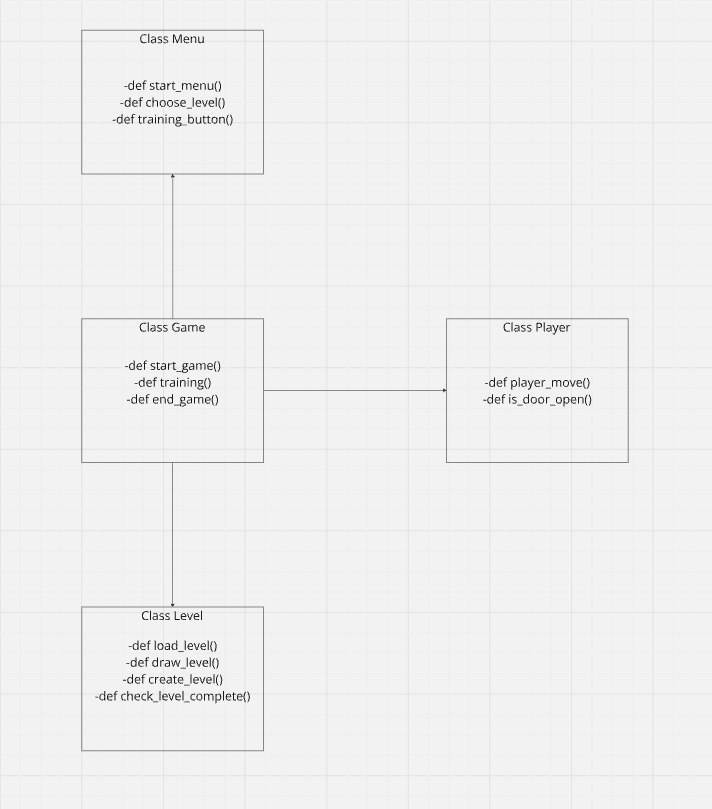 Class Menu
-def start_menu()
-def choose_level()
-def training_button()
Class Game
-def start_game()
-def training()
-def end_game()
Class Player
-def player_move()
-def is_door_open()
Class Level
-def load_level()
-def draw_level()
-def create_level()
-def check_level_complete()